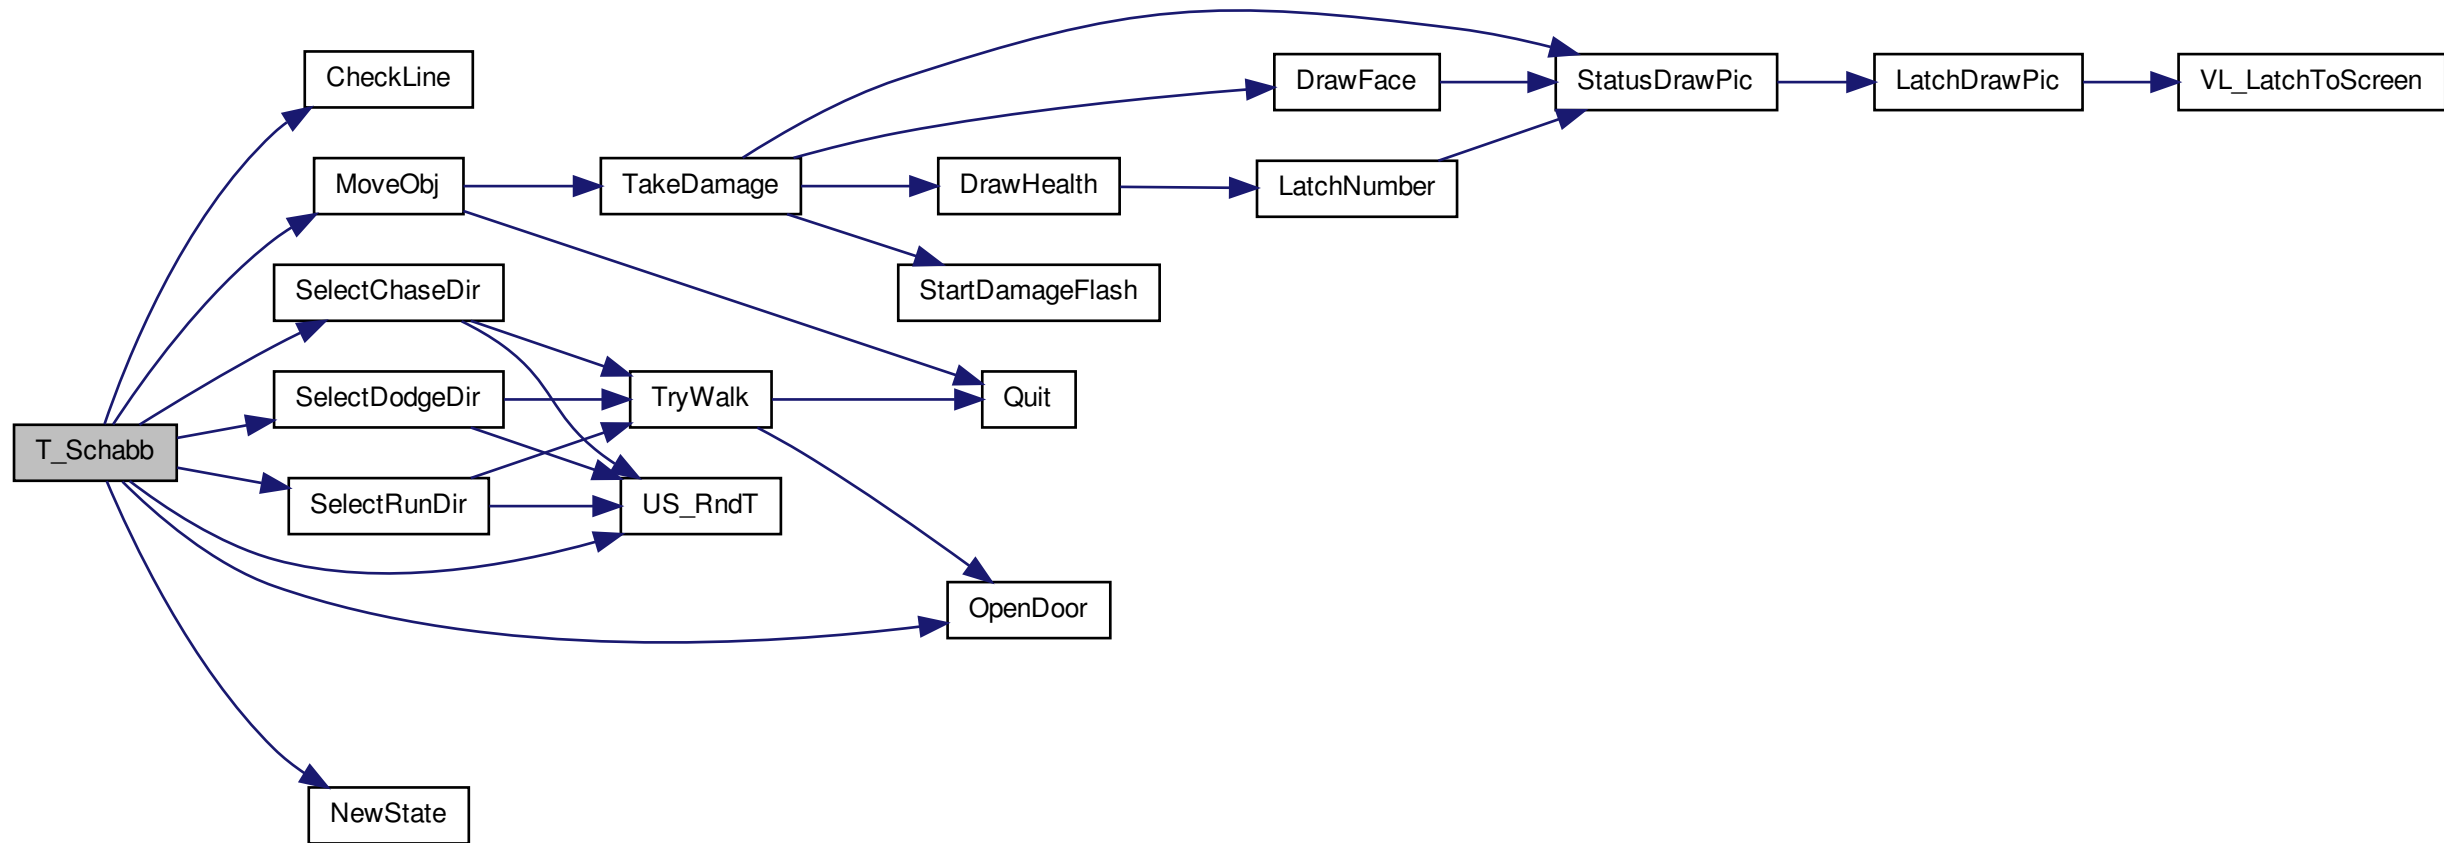 CheckLine
DrawFace
StatusDrawPic
LatchDrawPic
VL_LatchToScreen
MoveObj
TakeDamage
DrawHealth
LatchNumber
SelectChaseDir
StartDamageFlash
SelectDodgeDir
TryWalk
Quit
T_Schabb
SelectRunDir
US_RndT
OpenDoor
NewState